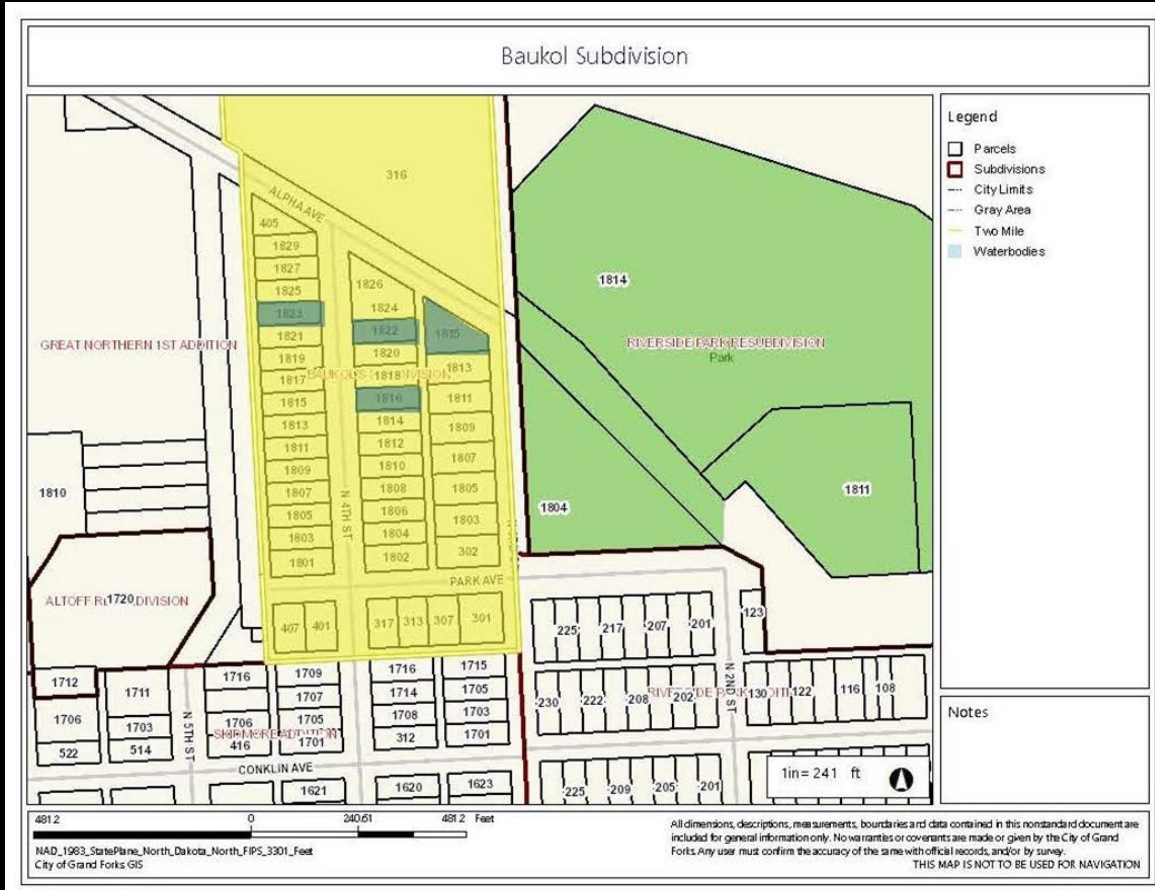 Baukol Subdivision
Legend
Parcels
Subdivisions
City Limits
Gray Area
Two Mile
Waterbodies
Notes
316
ALPHA AVE
405
1829
1827
1825
1823
1821
1819
1817
1815
1813
1811
1809
1807
1805
1803
1801
N 4TH ST
1826
1824
1822
1820
1818
1816
1814
1812
1810
1808
1806
1804
1802
1815
1813
1811
1809
1807
1805
1803
302
PARK AVE
407 401
317 313 307 301
GREAT NORTHERN 1ST ADDITION
1814
RIVERSIDE PARK RESUBDIVISION
Park
1804
1811
1810
1720
DIVISION
1712
1706
522
1711
1703
514
N 5TH ST
1716
1706
416
1709
1707
1705
1701
1716
1714
1708
312
1715
1705
1703
1701
SKIDMORE ADDITION
CONKLIN AVE
1621
1620
1623
225 217 207 201
123
N 2ND ST
230 222 208 202 130 122 116 108
225 209 205 201
1in= 241 ft
481.2 0 240.61 481.2 Feet
NAD_1983_StatePlane_North_Dakota_North_FIPS_3301_Feet
City of Grand Forks GIS
All dimensions, descriptions, measurements, boundaries and data contained in this nonstandard document are
included for general information only. No warranties or covenants are made or given by the City of Grand
Forks. Any user must confirm the accuracy of the same with official records, and/or by survey.
THIS MAP IS NOT TO BE USED FOR NAVIGATION